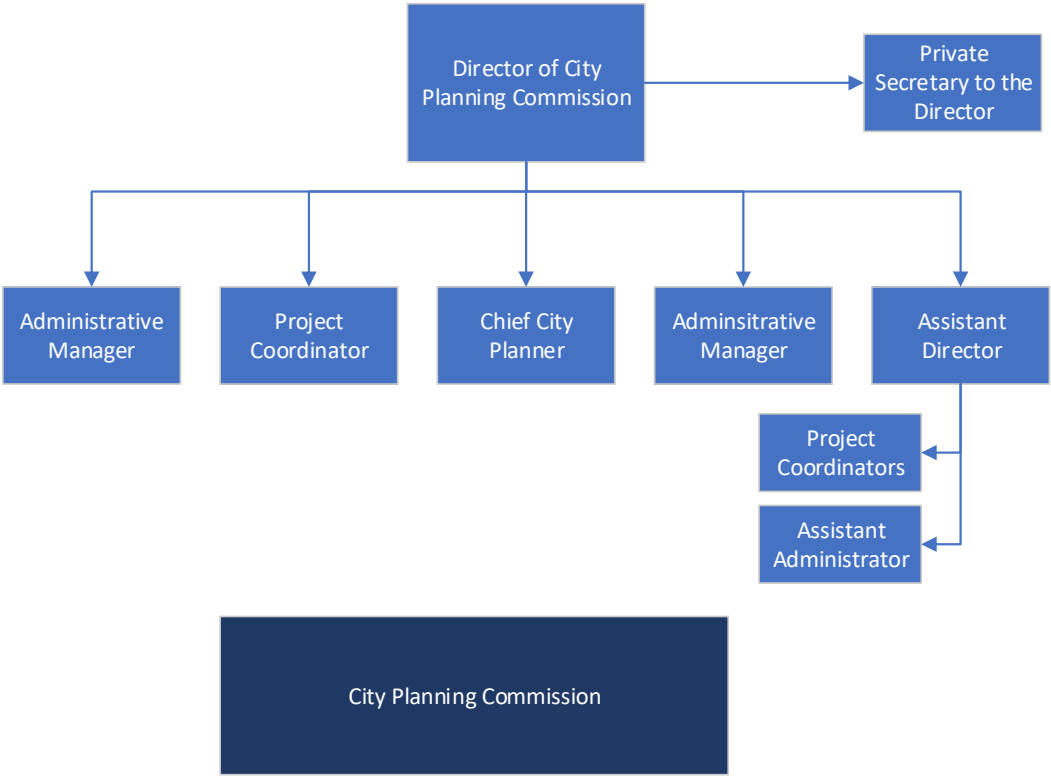 Director of City
Planning Commission
Private
Secretary to the
Director
Administrative
Manager
Project
Coordinator
Chief City
Planner
Adminsitrative
Manager
Assistant
Director
Project
Coordinators
Assistant
Administrator
City Planning Commission